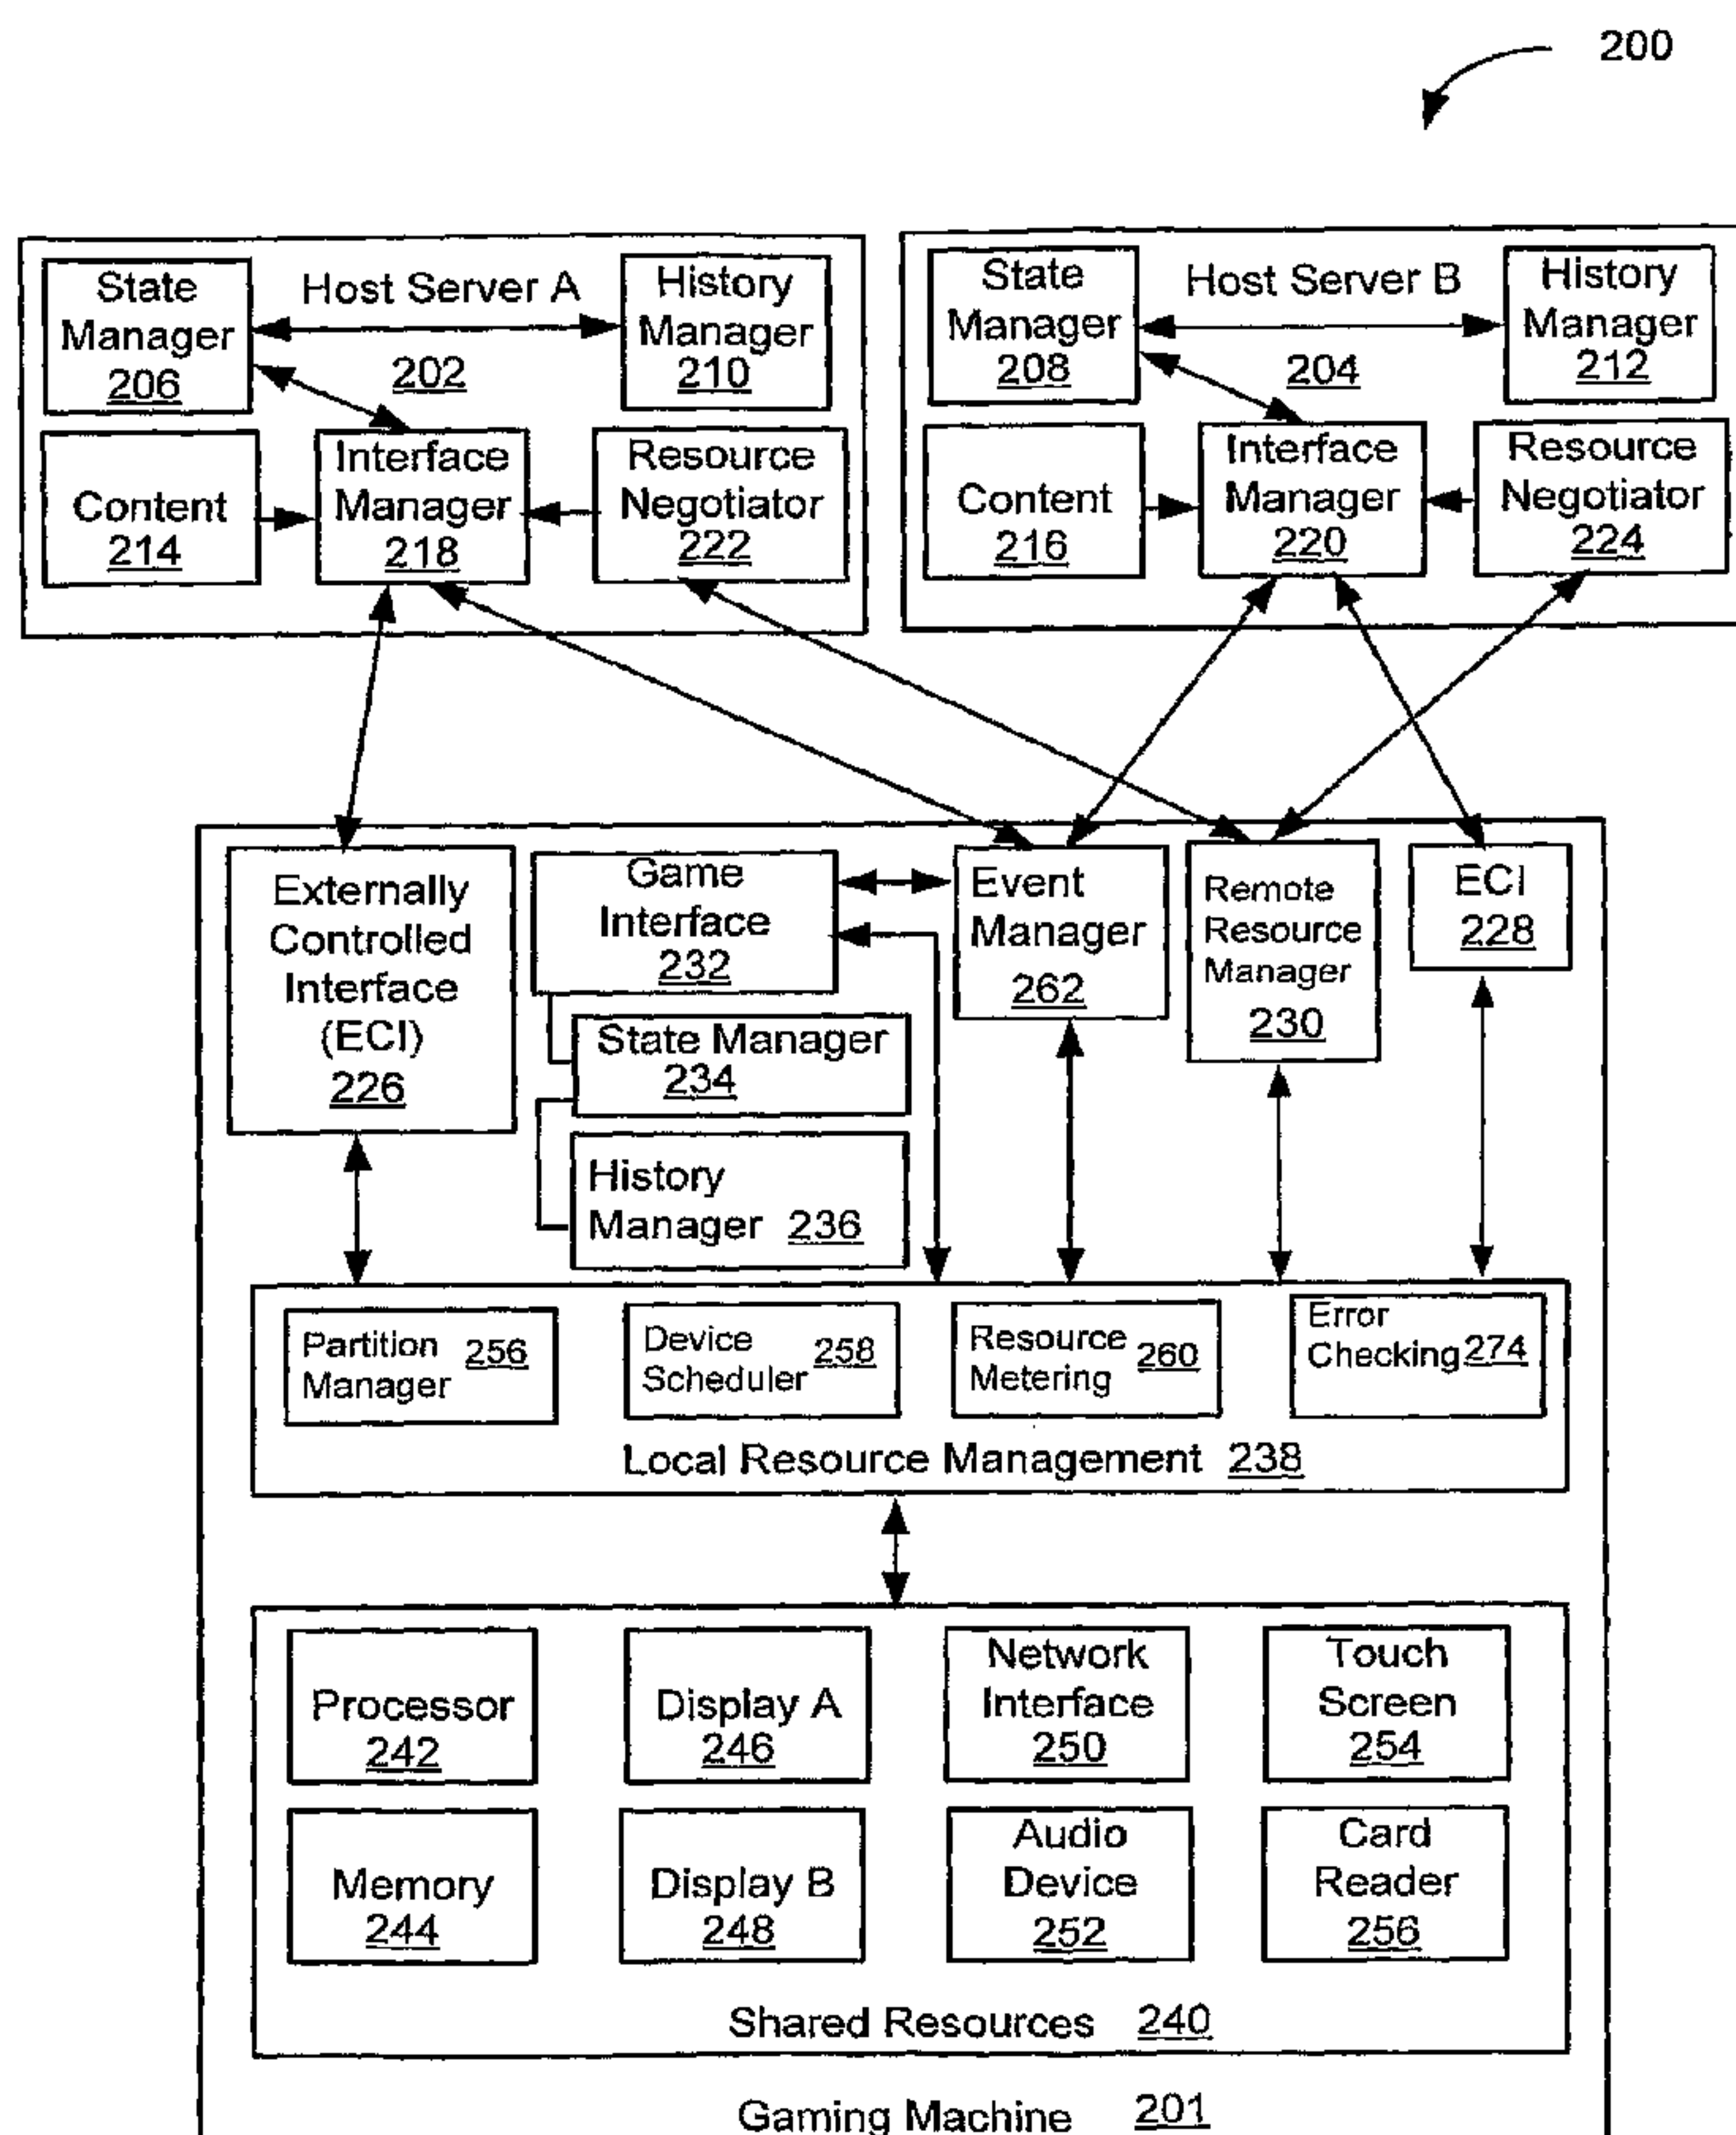 200
State
Manager
206
Host Server A
202
History
Manager
210
Content
214
Interface
Manager
218
Resource
Negotiator
222
State
Manager
208
Host Server B
204
History
Manager
212
Content
216
Interface
Manager
220
Resource
Negotiator
224
Externally
Controlled
Interface
(ECI)
226
Game
Interface
232
State Manager
234
History
Manager 236
Event
Manager
262
Remote
Resource
Manager
230
ECI
228
Partition
Manager 256
Device
Scheduler 258
Resource
Metering 260
Error
Checking 274
Local Resource Management 238
Processor
242
Display A
246
Network
Interface
250
Touch
Screen
254
Memory
244
Display B
248
Audio
Device
252
Card
Reader
256
Shared Resources 240
Gaming Machine 201